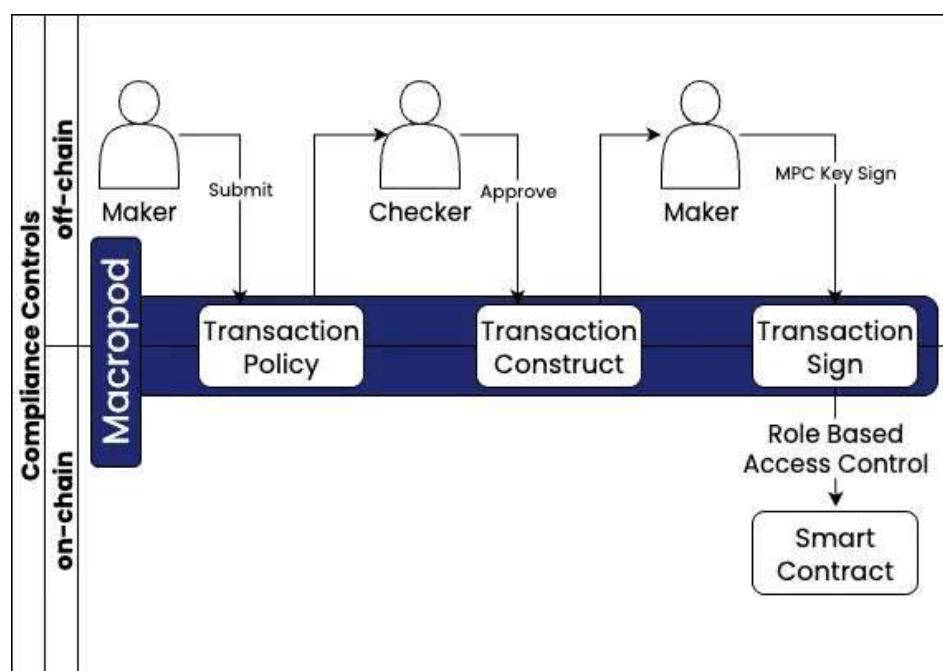 Compliance Controls
off-chain
on-chain
Macropod
Maker
Submit
Checker
Approve
Maker
MPC Key Sign
Transaction
Policy
Transaction
Construct
Transaction
Sign
Role Based
Access Control
Smart
Contract